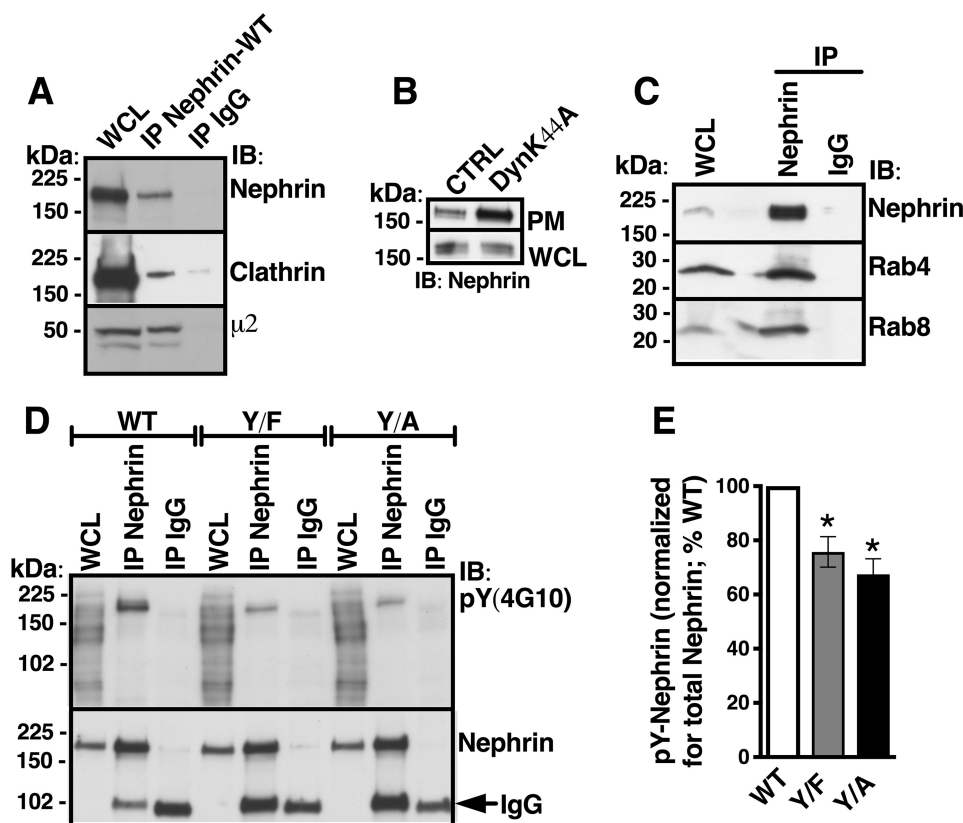 A
WCL
IP Nephrin-WT
IP IgG
kDa:
IB:
225 -
150 -
Nephrin
225 -
150 -
Clathrin
50 -
μ2
B
CTRL
DynK44A
kDa:
150 -
PM
150 -
WCL
IB: Nephrin
C
IP
WCL
Nephrin
IgG
kDa:
IB:
225 -
150 -
Nephrin
30 -
20 -
Rab4
30 -
20 -
Rab8
D
WT
Y/F
Y/A
WCL
IP Nephrin
IP IgG
WCL
IP Nephrin
IP IgG
WCL
IP Nephrin
IP IgG
kDa:
IB:
225 -
150 -
102 -
pY(4G10)
225 -
150 -
102 -
Nephrin
IgG
E
pY-Nephrin (normalized
for total Nephrin; % WT)
100
80
60
40
20
0
*
*
WT
Y/F
Y/A